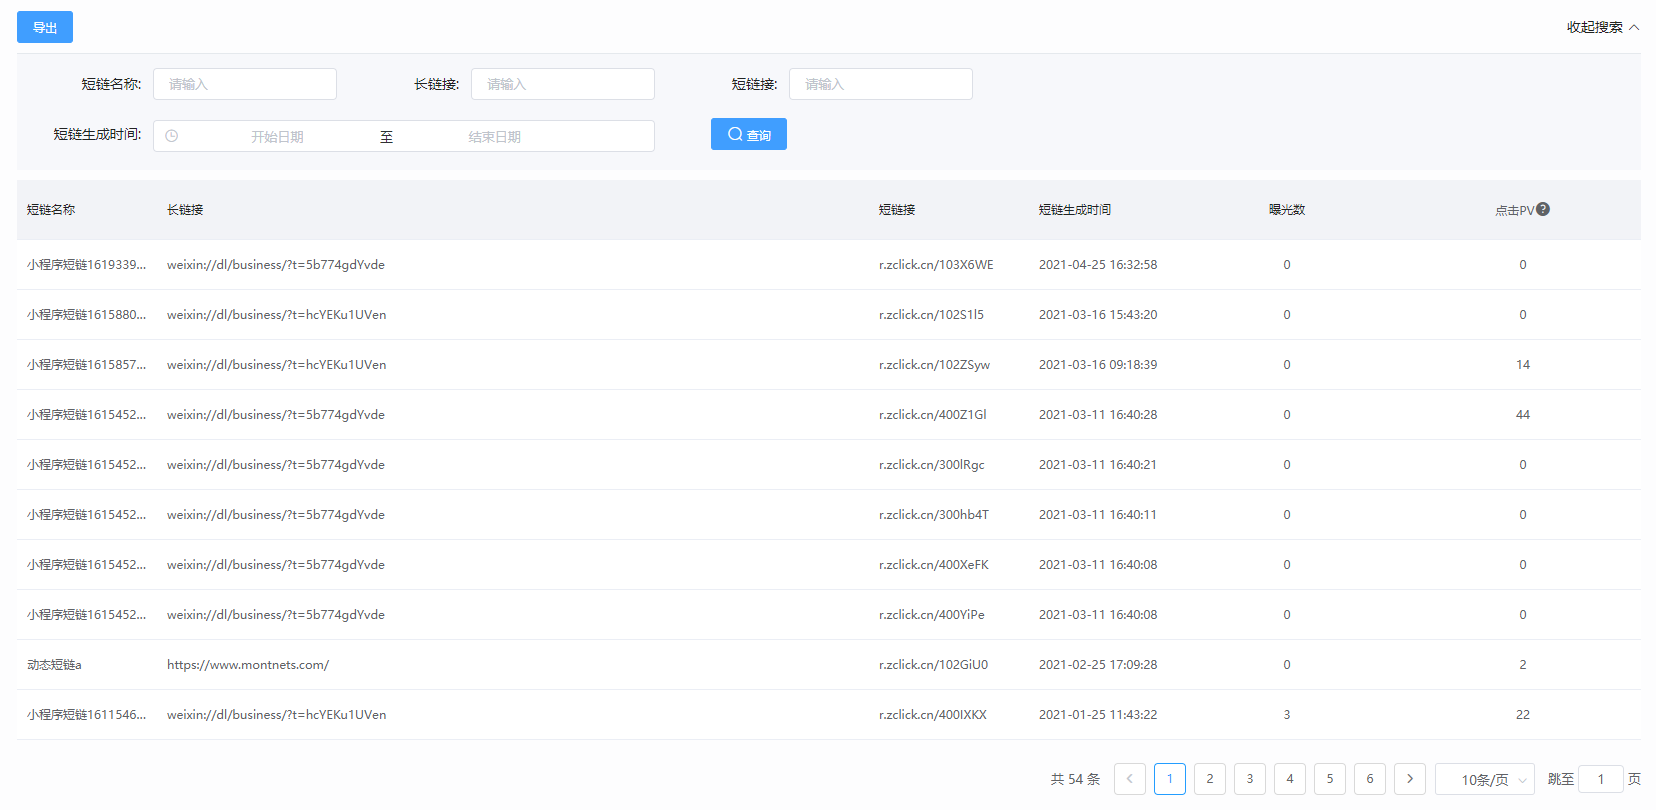 导出 收起搜索
短链名称: 请输入 长链接: 请输入 短链接: 请输入
短链生成时间: 开始日期 至 结束日期 查询
短链名称 长链接 短链接 短链生成时间 曝光数 点击PV ?
小程序短链1619339... weixin://dl/business/?t=5b774gdYvde r.zclick.cn/103X6WE 2021-04-25 16:32:58 0 0
小程序短链1615880... weixin://dl/business/?t=hcYEKu1UVen r.zclick.cn/102S1l5 2021-03-16 15:43:20 0 0
小程序短链1615857... weixin://dl/business/?t=hcYEKu1UVen r.zclick.cn/102ZSyw 2021-03-16 09:18:39 0 14
小程序短链1615452... weixin://dl/business/?t=5b774gdYvde r.zclick.cn/400Z1Gl 2021-03-11 16:40:28 0 44
小程序短链1615452... weixin://dl/business/?t=5b774gdYvde r.zclick.cn/300lRgc 2021-03-11 16:40:21 0 0
小程序短链1615452... weixin://dl/business/?t=5b774gdYvde r.zclick.cn/300hb4T 2021-03-11 16:40:11 0 0
小程序短链1615452... weixin://dl/business/?t=5b774gdYvde r.zclick.cn/400XeFK 2021-03-11 16:40:08 0 0
小程序短链1615452... weixin://dl/business/?t=5b774gdYvde r.zclick.cn/400YiPe 2021-03-11 16:40:08 0 0
动态短链a https://www.montnets.com/ r.zclick.cn/102GiU0 2021-02-25 17:09:28 0 2
小程序短链1611546... weixin://dl/business/?t=hcYEKu1UVen r.zclick.cn/400IXKX 2021-01-25 11:43:22 3 22
共 54 条 < 1 2 3 4 5 6 > 10条/页 跳至 1 页